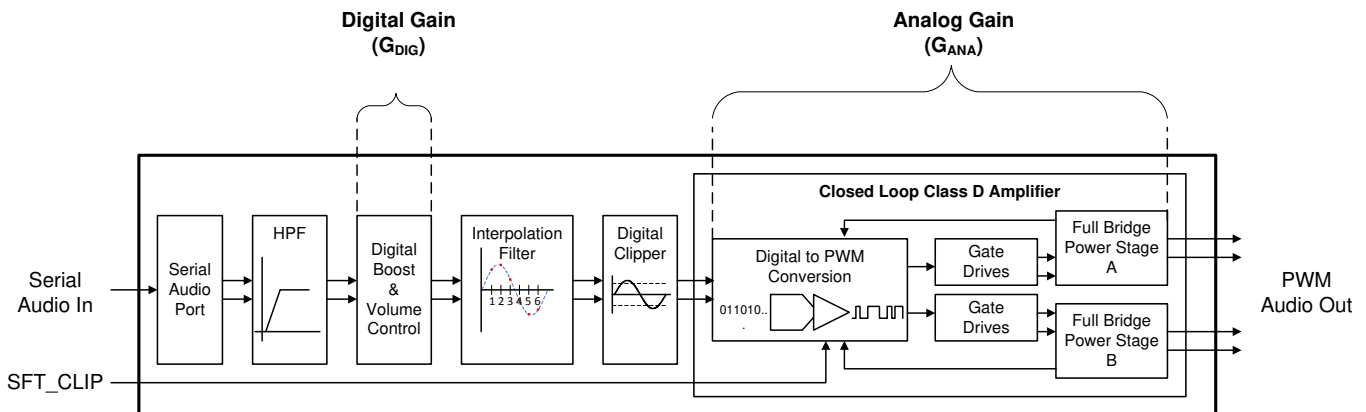 Digital Gain
(GDIG)
Analog Gain
(GANA)
Closed Loop Class D Amplifier
Serial
Audio In
Serial
Audio
Port
HPF
Digital
Boost
&
Volume
Control
Interpolation
Filter
1 2 3 4 5 6
Digital
Clipper
Digital to PWM
Conversion
011010..
.
Gate
Drives
Gate
Drives
Full Bridge
Power Stage
A
Full Bridge
Power Stage
B
PWM
Audio Out
SFT_CLIP